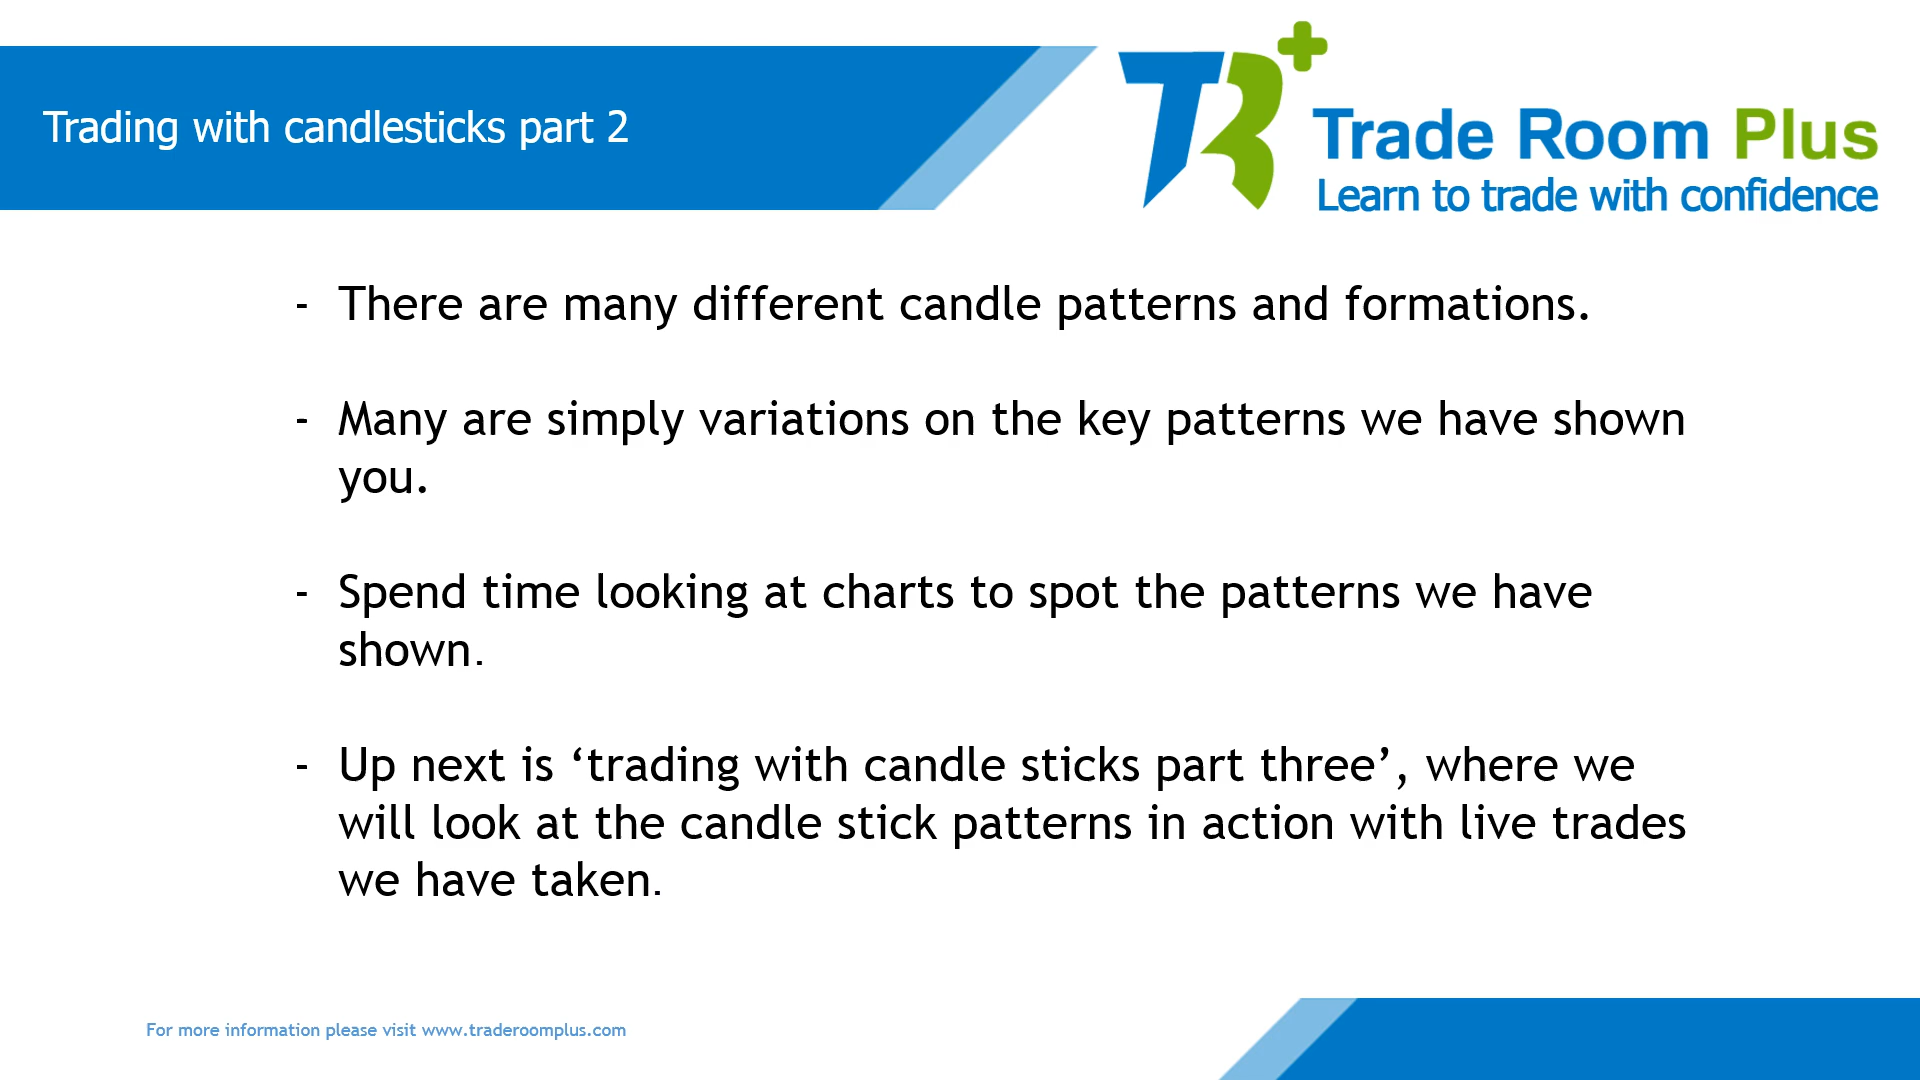 Trading with candlesticks part 2
TR+
Trade Room Plus
Learn to trade with confidence
- There are many different candle patterns and formations.
- Many are simply variations on the key patterns we have shown
you.
- Spend time looking at charts to spot the patterns we have
shown.
- Up next is ‘trading with candle sticks part three’, where we
will look at the candle stick patterns in action with live trades
we have taken.
For more information please visit www.traderoomplus.com